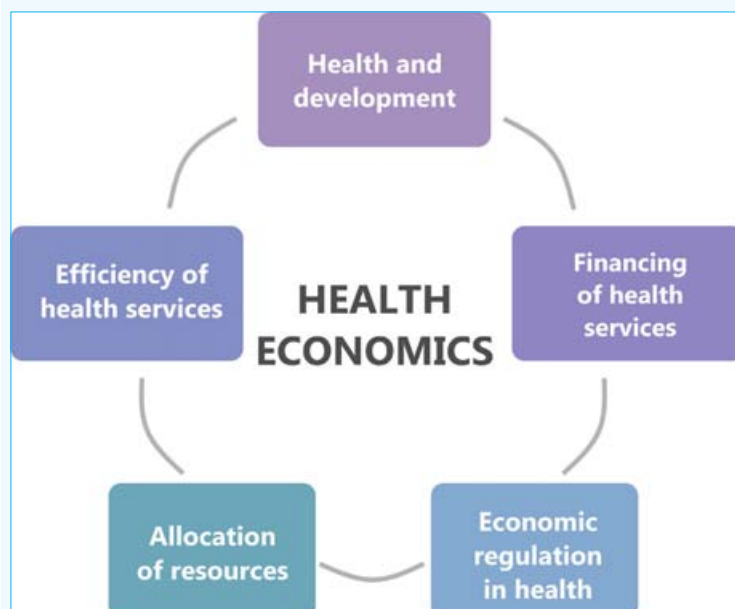 Health and
development
Financing
of health
services
Economic
regulation
in health
Allocation
of resources
Efficiency of
health services
HEALTH
ECONOMICS